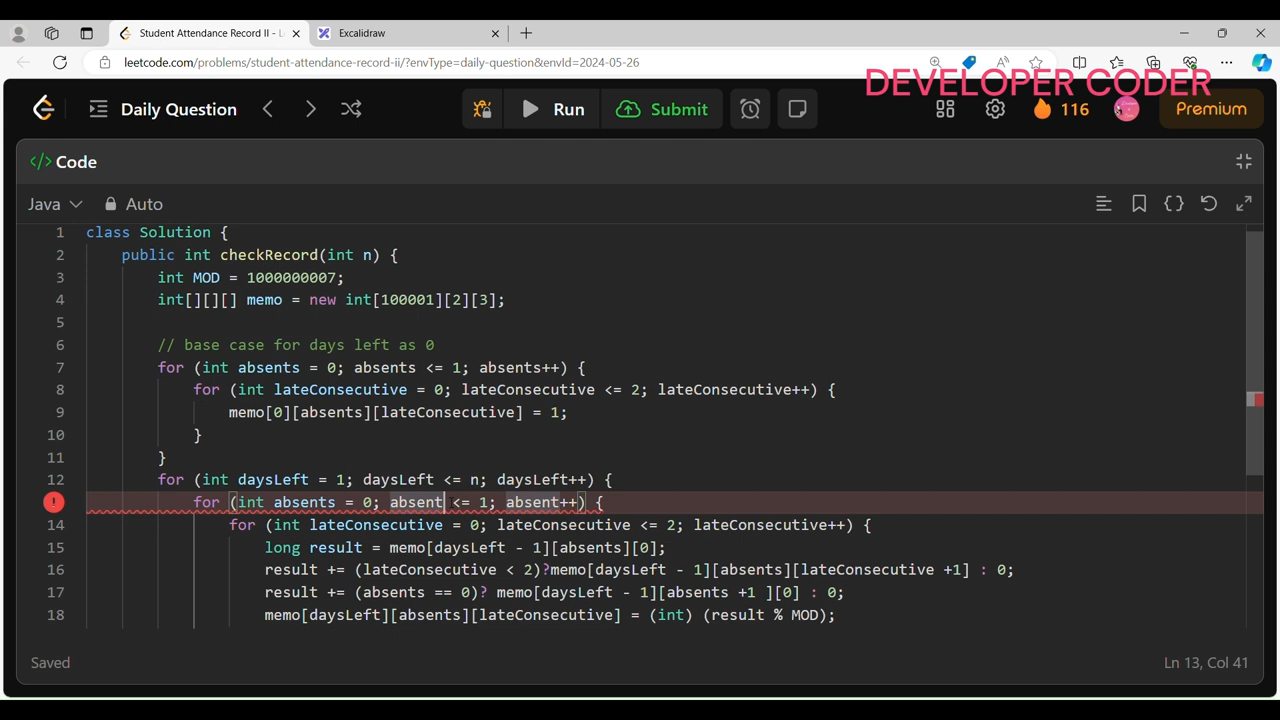 Student Attendance Record II - L
Excalidraw
leetcode.com/problems/student-attendance-record-ii/?envType=daily-question&envId=2024-05-26
DEVELOPER CODER
Daily Question
Run
Submit
116
Premium
</> Code
Java
Auto
1 class Solution {
2 public int checkRecord(int n) {
3 int MOD = 1000000007;
4 int[][][] memo = new int[100001][2][3];
5
6 // base case for days left as 0
7 for (int absents = 0; absents <= 1; absents++) {
8 for (int lateConsecutive = 0; lateConsecutive <= 2; lateConsecutive++) {
9 memo[0][absents][lateConsecutive] = 1;
10 }
11 }
12 for (int daysLeft = 1; daysLeft <= n; daysLeft++) {
for (int absents = 0; absent <= 1; absent++) {
14 for (int lateConsecutive = 0; lateConsecutive <= 2; lateConsecutive++) {
15 long result = memo[daysLeft - 1][absents][0];
16 result += (lateConsecutive < 2)?memo[daysLeft - 1][absents][lateConsecutive +1] : 0;
17 result += (absents == 0)? memo[daysLeft - 1][absents +1 ][0] : 0;
18 memo[daysLeft][absents][lateConsecutive] = (int) (result % MOD);
Saved
Ln 13, Col 41